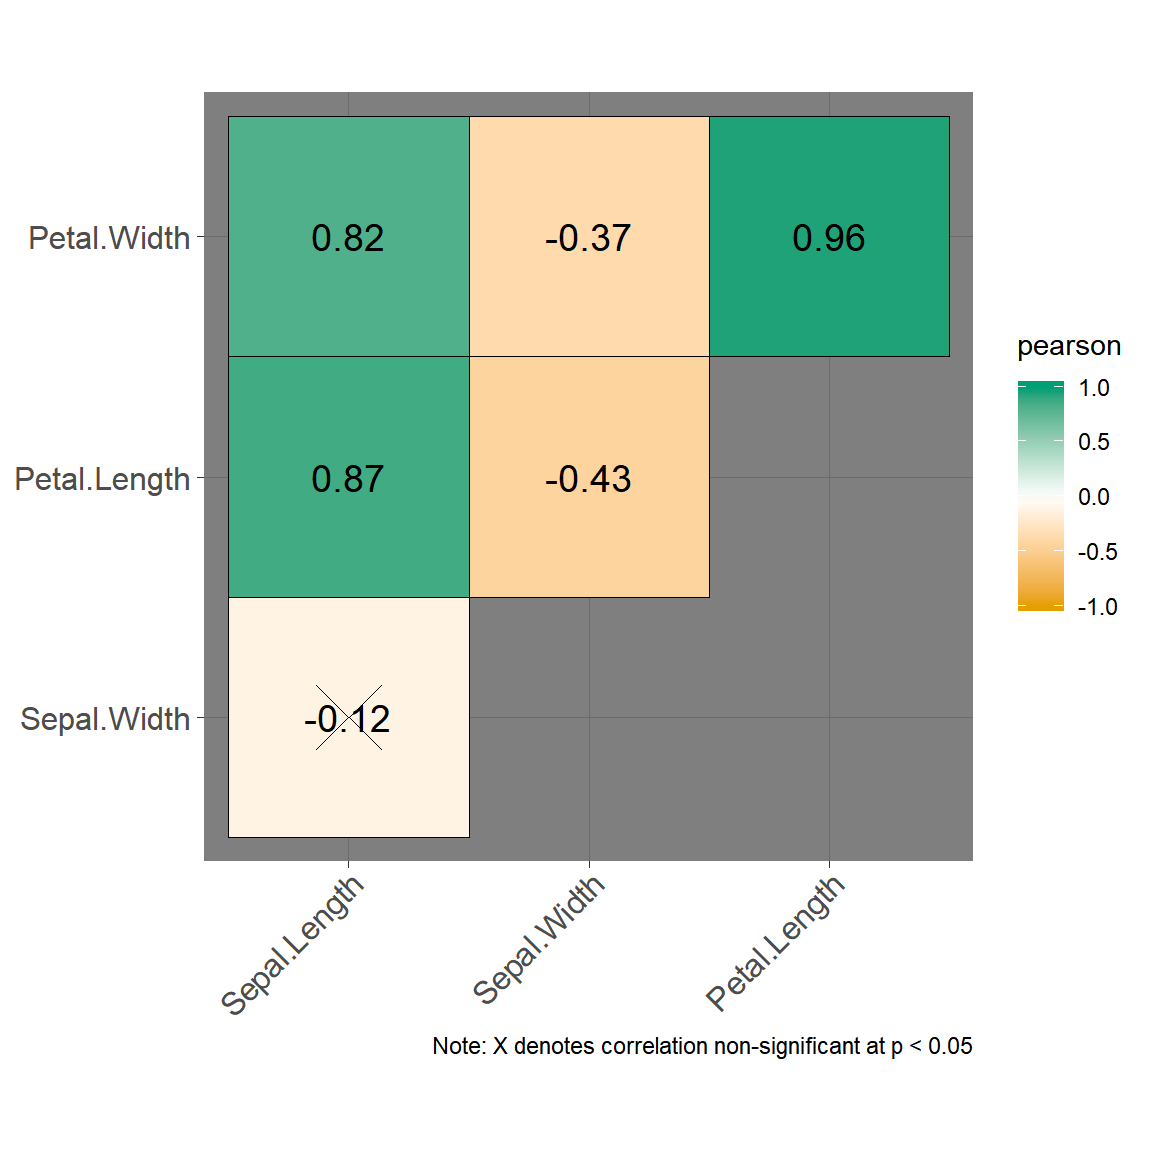 Petal.Width
0.82
-0.37
0.96
Petal.Length
0.87
-0.43
Sepal.Width
-0.12
Sepal.Length
Sepal.Width
Petal.Length
pearson
1.0
0.5
0.0
-0.5
-1.0
Note: X denotes correlation non-significant at p < 0.05